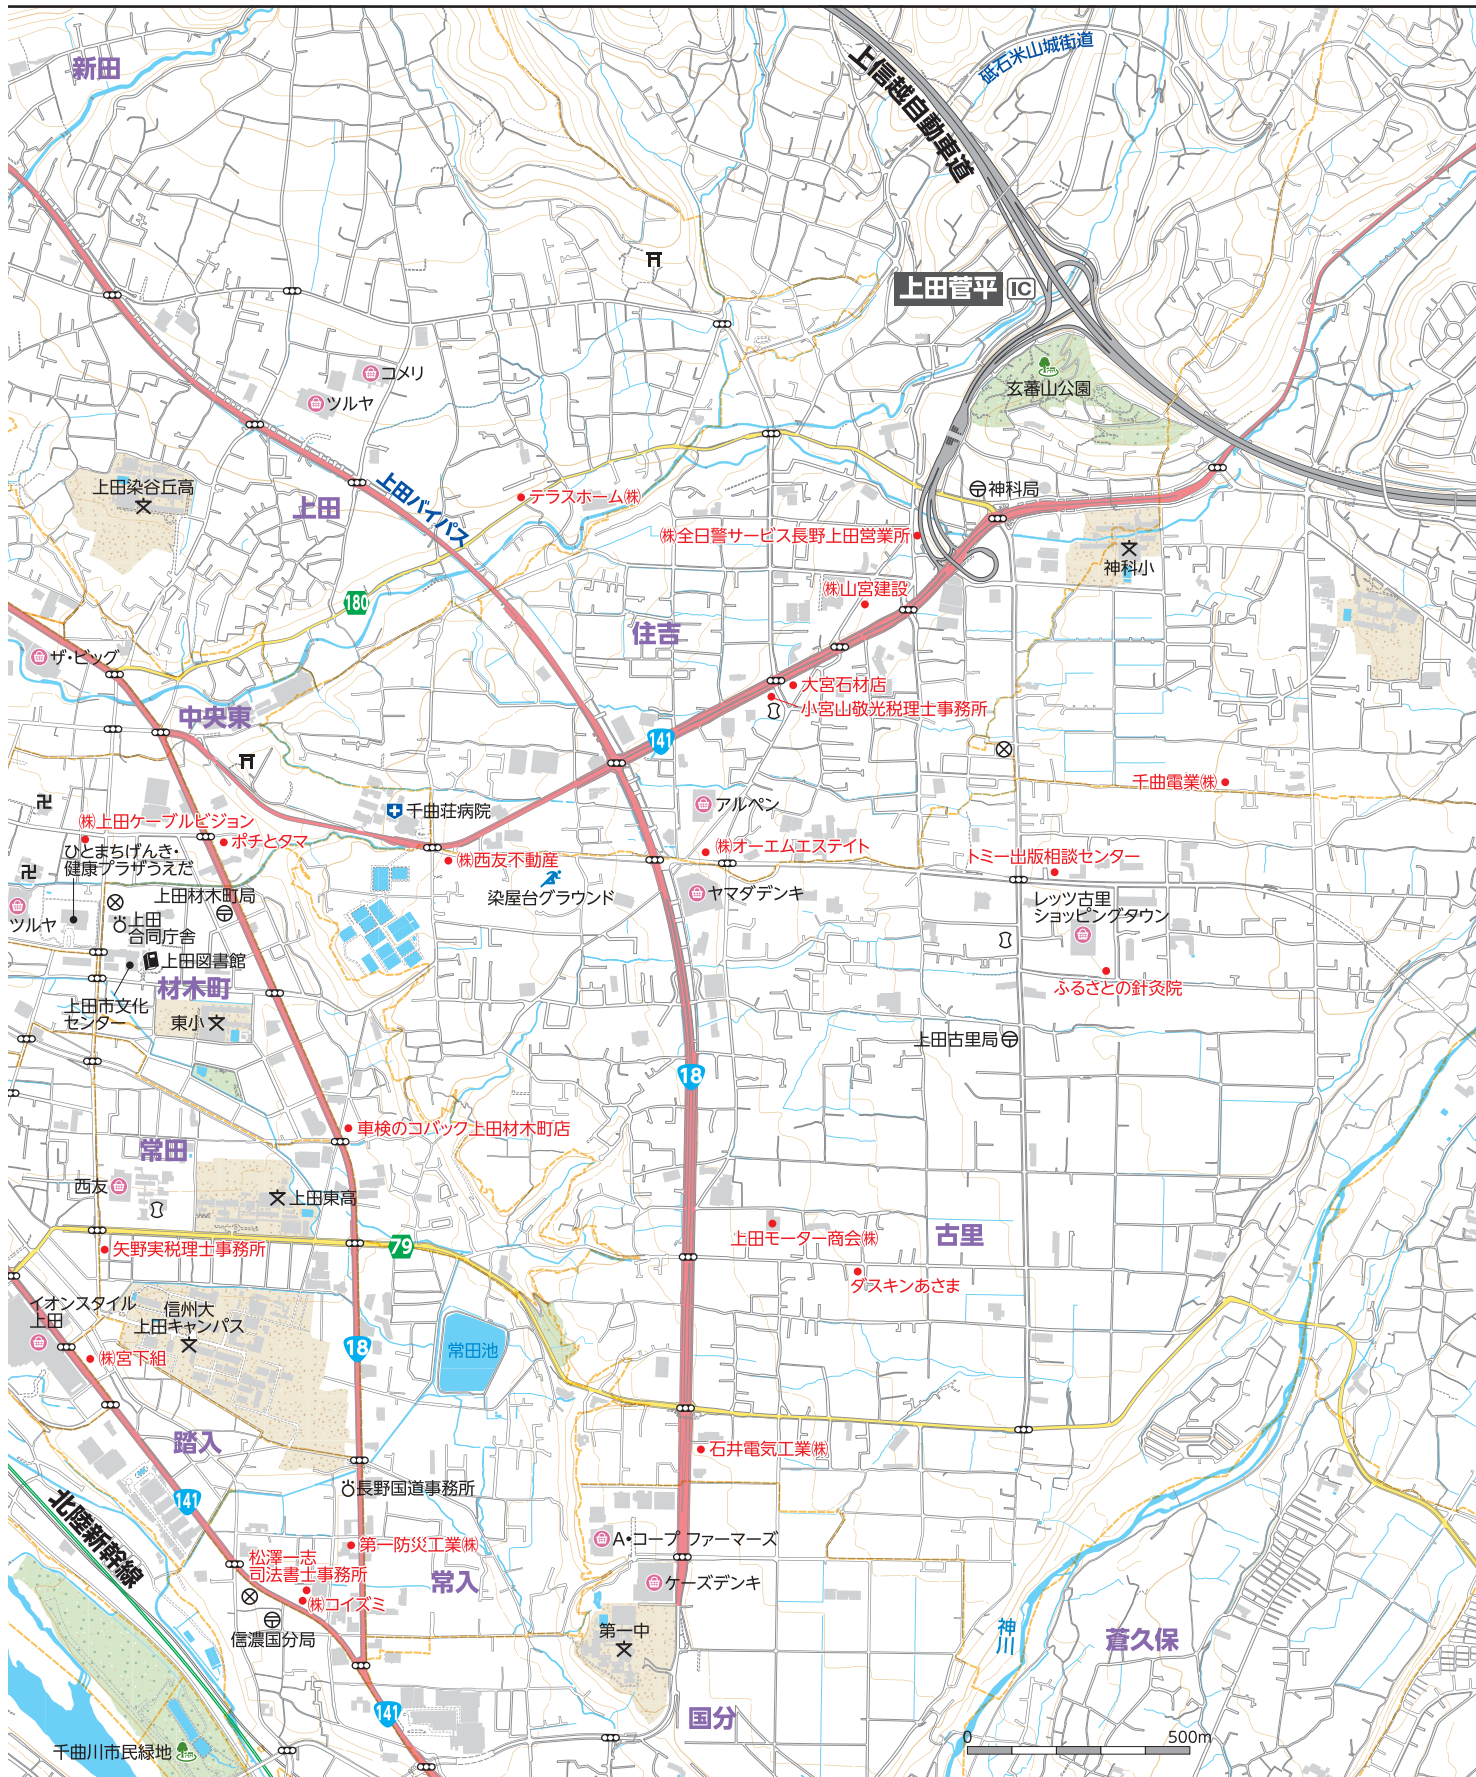 新田
上信越自動車道
砥石米山城街道
上田菅平
IC
玄蕃山公園
コメリ
ツルヤ
上田染谷丘高
上田
上田バイパス
テラスホーム㈱
神科局
㈱全日警サービス長野上田営業所
神科小
㈱山宮建設
180
住吉
ザ・ビッグ
大宮石材店
小宮山敬光税理士事務所
中央東
141
千曲電業㈱
アルペン
千曲荘病院
㈱上田ケーブルビジョン
ポチとタマ
㈱オーエムエステイト
ひとまちげんき・
健康プラザうえだ
㈱西友不動産
トミー出版相談センター
上田材木町局
染屋台グラウンド
ヤマダデンキ
レッツ古里
ショッピングタウン
ツルヤ
上田
合同庁舎
上田図書館
材木町
ふるさとの針灸院
上田市文化
センター
東小
上田古里局
18
車検のコバック上田材木町店
常田
西友
上田東高
上田モーター商会㈱
古里
矢野実税理士事務所
79
ダスキンあさま
イオンスタイル
上田
信州大
上田キャンパス
18
常田池
㈱宮下組
踏入
石井電気工業㈱
長野国道事務所
141
北陸新幹線
A・コープ ファーマーズ
第一防災工業㈱
松澤一志
司法書士事務所
常入
ケーズデンキ
㈱コイズミ
信濃国分局
第一中
神川
蒼久保
141
国分
千曲川市民緑地
0
500m